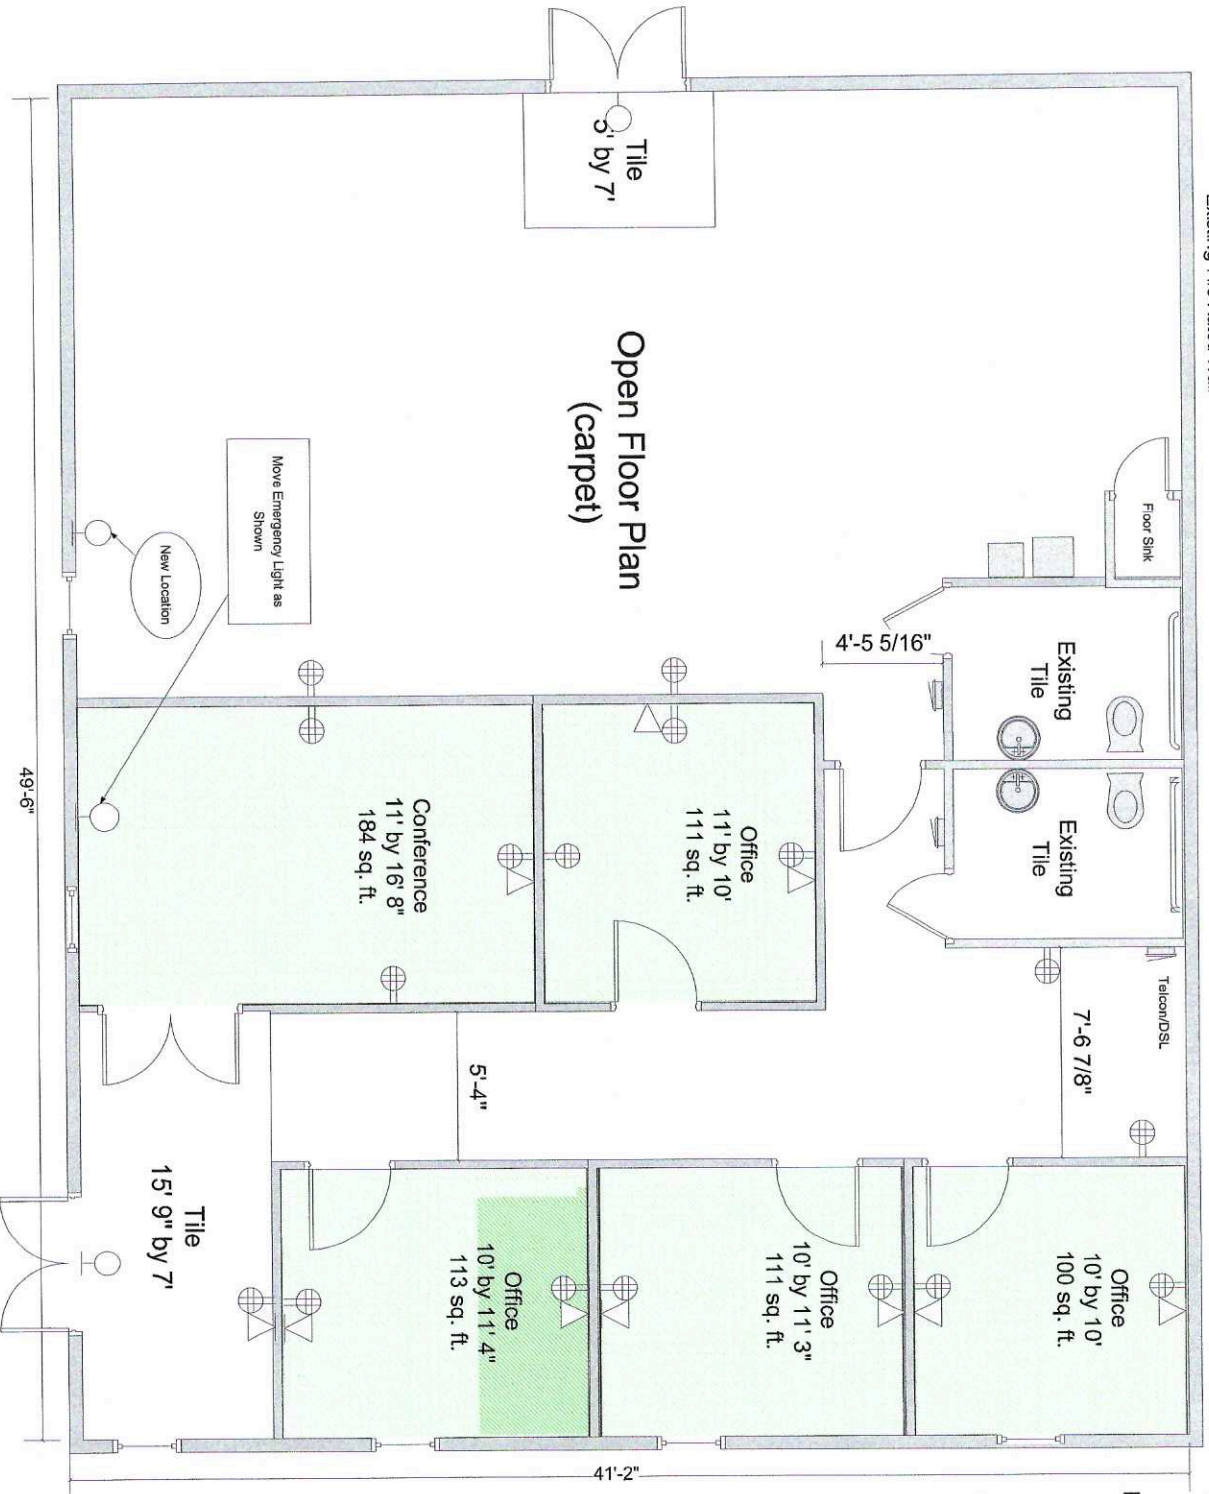 Tile
5' by 7'
Open Floor Plan
(carpet)
Floor Sink
Move Emergency Light as
Shown
New Location
4'-5 5/16"
Existing
Tile
Existing
Tile
Office
11' by 10'
111 sq. ft.
Conference
11' by 16' 8"
184 sq. ft.
Telcon/DSL
7'-6 7/8"
5'-4"
Tile
15' 9" by 7'
Office
10' by 11' 4"
113 sq. ft.
Office
10' by 11' 3"
111 sq. ft.
Office
10' by 10'
100 sq. ft.
49'-6"
41'-2"